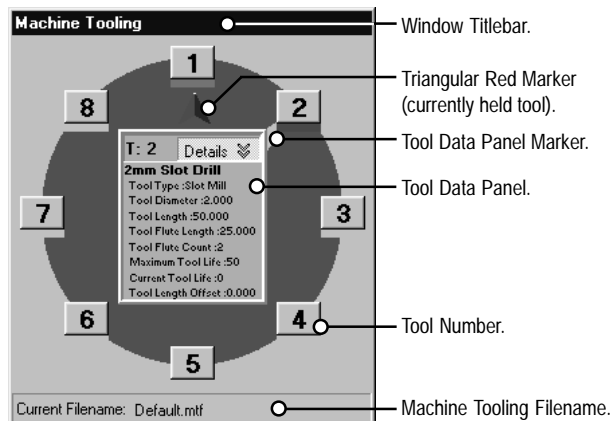 Machine Tooling
Window Titlebar.
1
Triangular Red Marker
(currently held tool).
8
2
Tool Data Panel Marker.
T: 2 Details
2mm Slot Drill
Tool Type :Slot Mill
Tool Data Panel.
Tool Diameter :2.000
Tool Length :50.000
7
3
Tool Flute Length :25.000
Tool Flute Count :2
Maximum Tool Life :50
Current Tool Life :0
Tool Length Offset :0.000
6
4
Tool Number.
5
Current Filename: Default.mtf
Machine Tooling Filename.